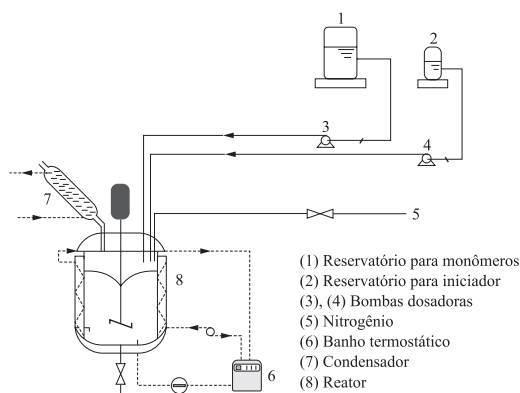 1
2
3
4
7
5
8
6
(1) Reservatório para monômeros
(2) Reservatório para iniciador
(3), (4) Bombas dosadoras
(5) Nitrogênio
(6) Banho termostático
(7) Condensador
(8) Reator